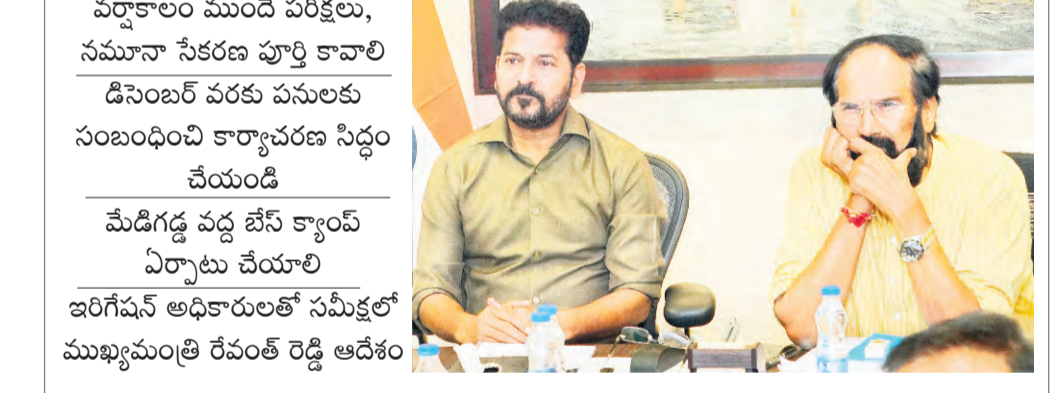 వర్షాకాలం ముందే పరీక్షలు,
నమూనా సేకరణ పూర్తి కావాలి
డిసెంబర్ వరకు పనులకు
సంబంధించి కార్యాచరణ సిద్ధం
చేయండి
మేడిగడ్డ వద్ద బేస్ క్యాంప్
ఏర్పాటు చేయాలి
ఇరిగేషన్ అధికారులతో సమీక్షలో
ముఖ్యమంత్రి రేవంత్ రెడ్డి ఆదేశం